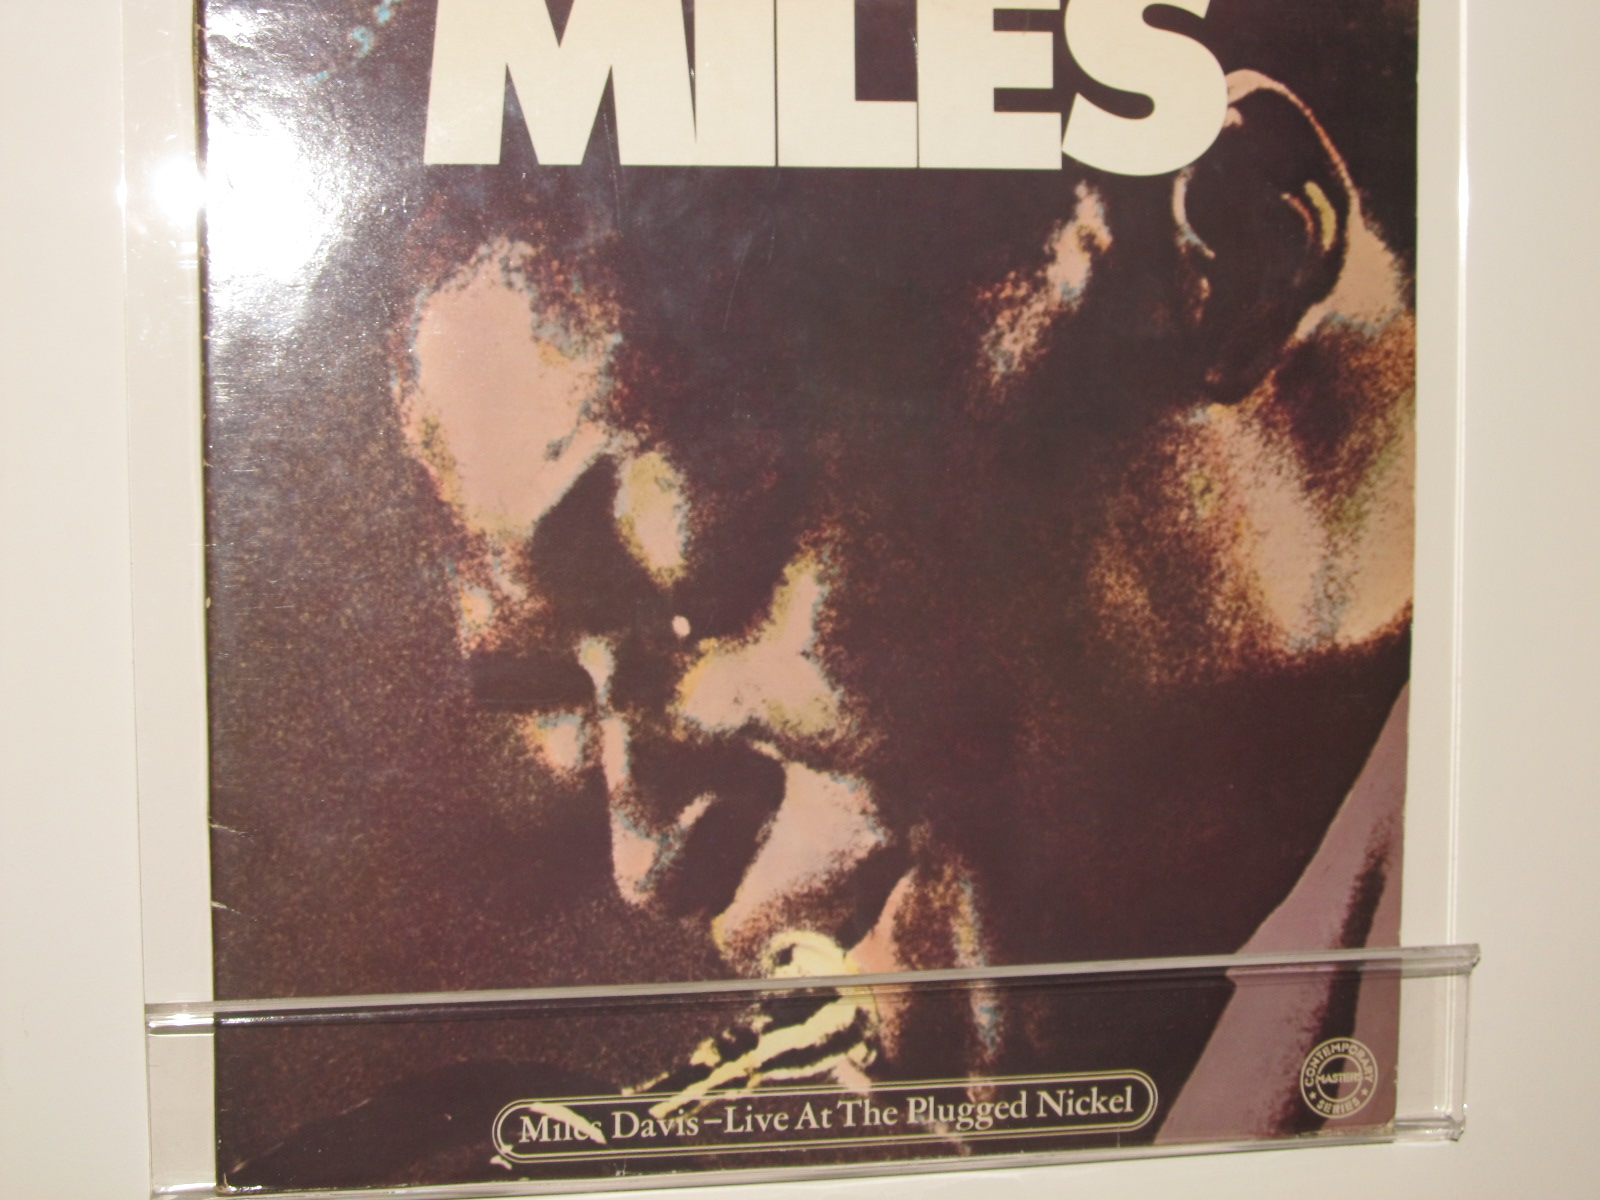 MILES
Miles Davis–Live At The Plugged Nickel
CONTEMPORARY
MASTERS
SERIES